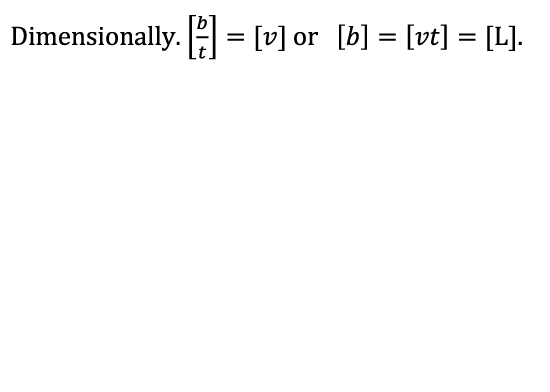 Dimensionally. [b/t] = [v] or [b] = [vt] = [L].